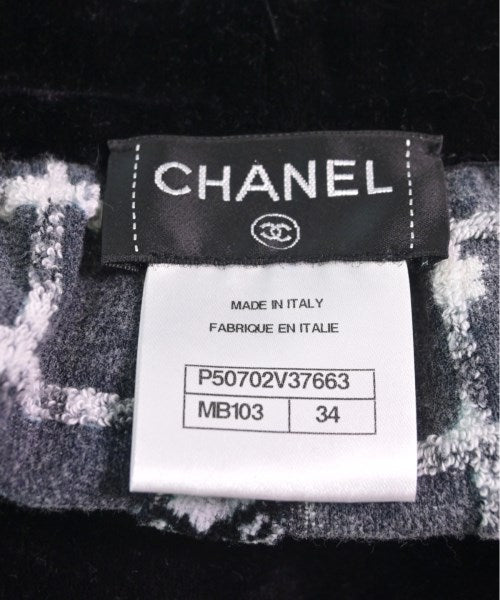 CHANEL
MADE IN ITALY
FABRIQUE EN ITALIE
P50702V37663
MB103 34